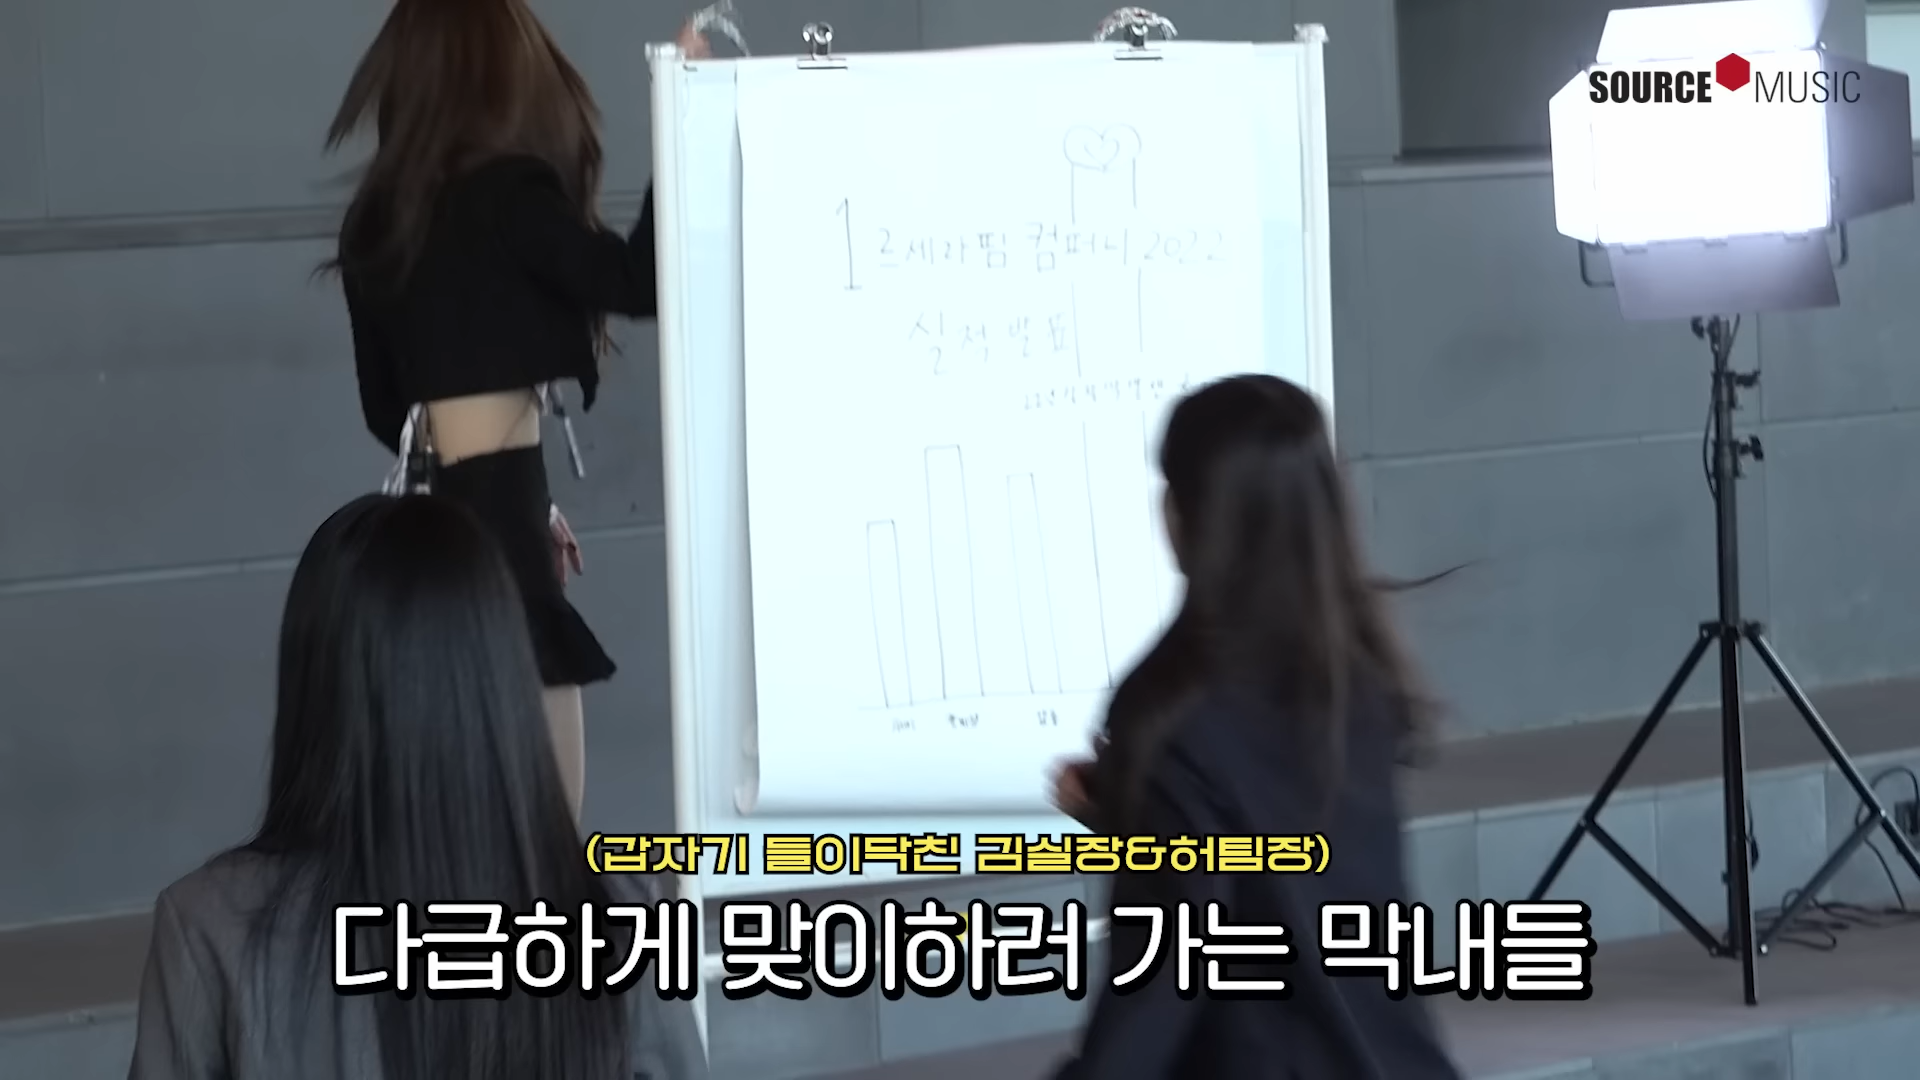 SOURCE MUSIC
르세라핌 컴퍼니 2022
실적발표
(갑자기 들이닥친 김실장&허팀장)
다급하게 맞이하러 가는 막내들